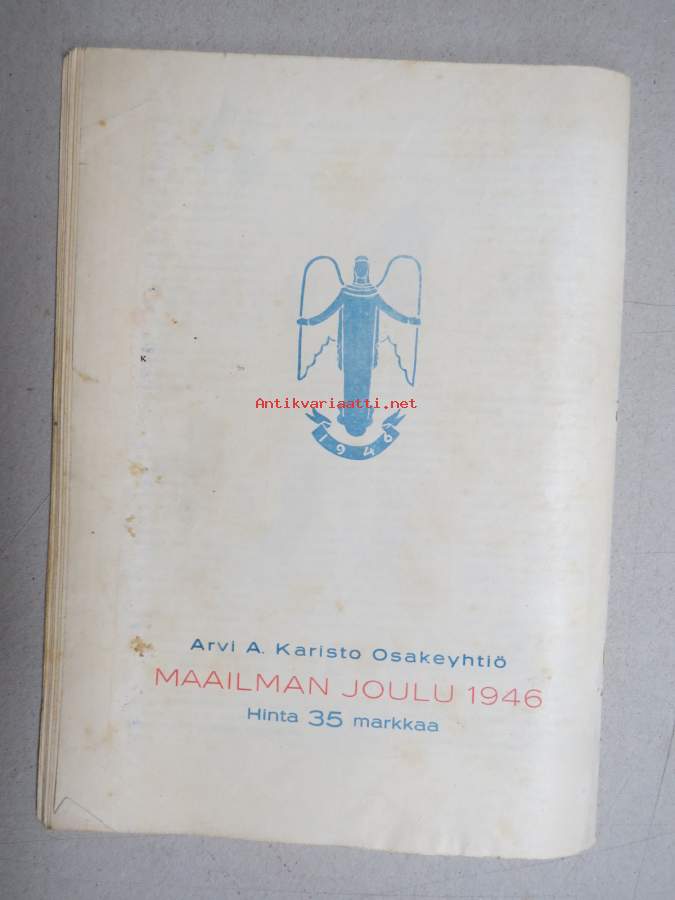 K
Antikvariaatti.net
1946
Arvi A. Karisto Osakeyhtiö
MAAILMAN JOULU 1946
Hinta 35 markkaa